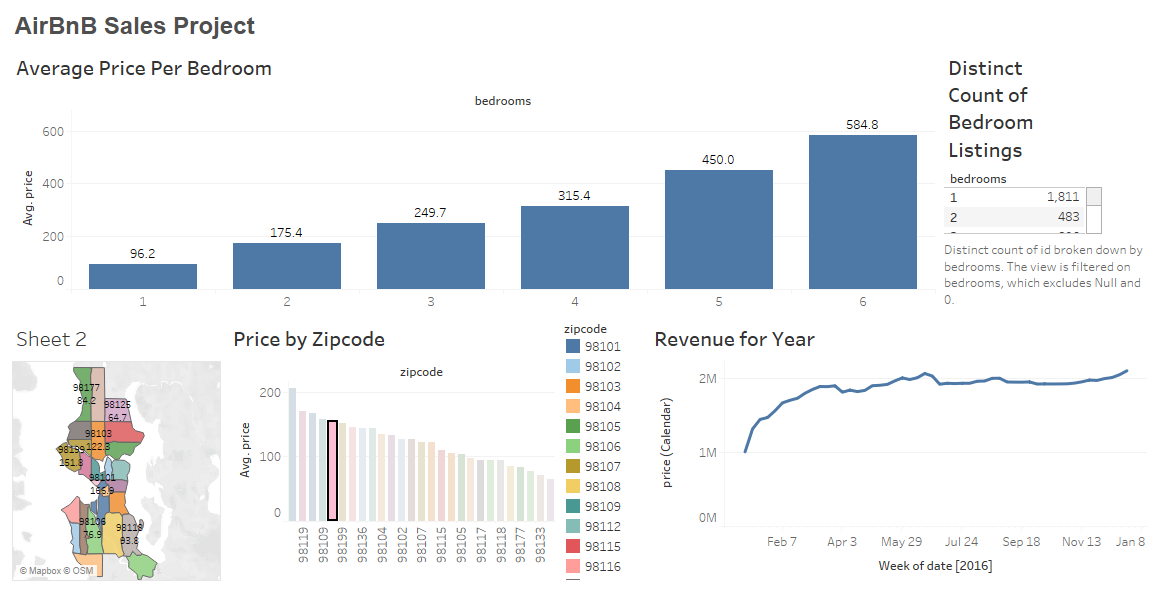 AirBnB Sales Project
Average Price Per Bedroom
bedrooms
Avg. price
600
400
200
0
96.2
175.4
249.7
315.4
450.0
584.8
1
2
3
4
5
6
Distinct
Count of
Bedroom
Listings
bedrooms
1 1,811
2 483
Distinct count of id broken down by
bedrooms. The view is filtered on
bedrooms, which excludes Null and
0.
Sheet 2
98177
84.2
98125
64.7
98103
122.3
98199
151.8
98101
98106
76.9
98118
93.8
© Mapbox © OSM
Price by Zipcode
zipcode
Avg. price
200
100
0
98119
98109
98199
98136
98104
98102
98107
98115
98105
98117
98118
98177
98133
zipcode
98101
98102
98103
98104
98105
98106
98107
98108
98109
98112
98115
98116
Revenue for Year
price (Calendar)
2M
1M
0M
Feb 7
Apr 3
May 29
Jul 24
Sep 18
Nov 13
Jan 8
Week of date [2016]